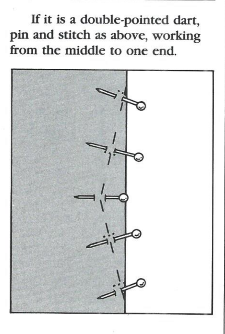 If it is a double-pointed dart,
pin and stitch as above, working
from the middle to one end.